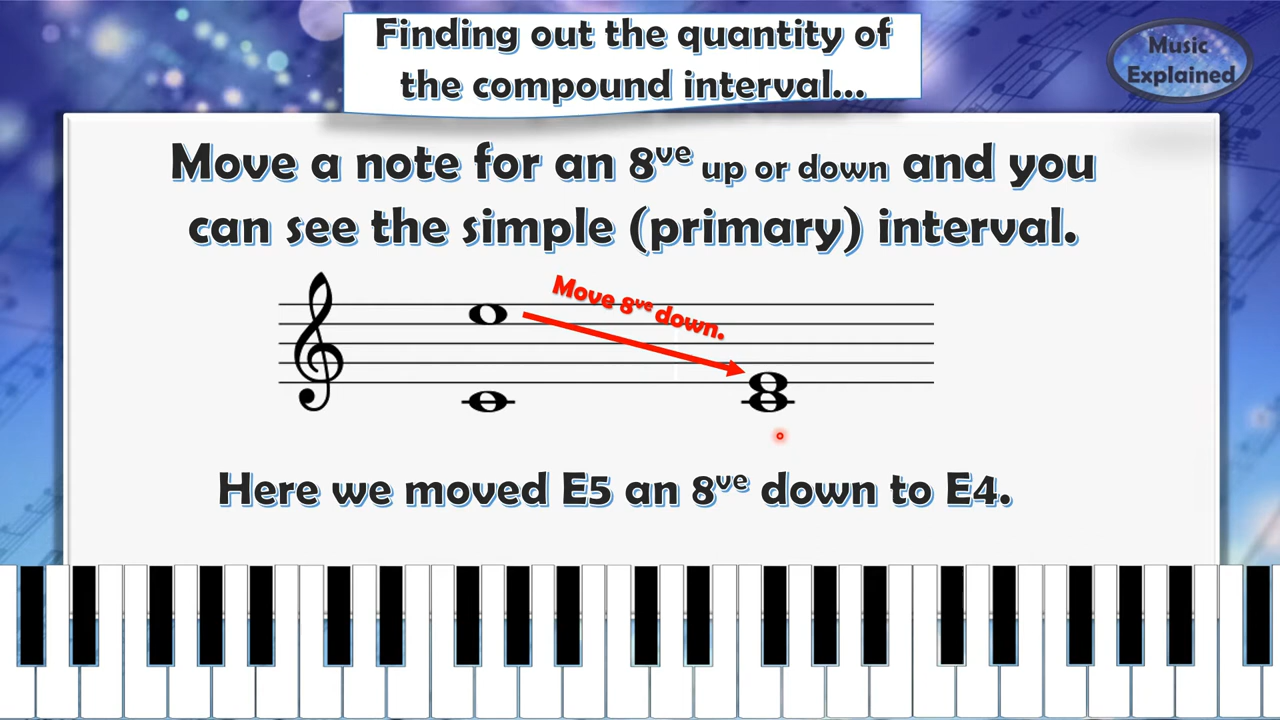 Finding out the quantity of
the compound interval...
Music
Explained
Move a note for an 8ve up or down and you
can see the simple (primary) interval.
Move 8ve down.
Here we moved E5 an 8ve down to E4.